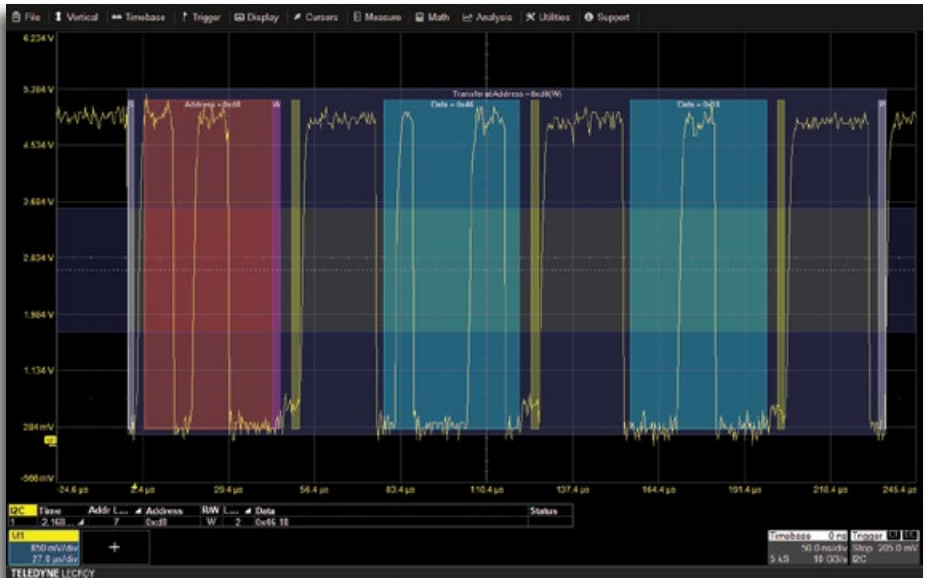 File Vertical Timebase Trigger Display Cursors Measure Math Analysis Utilities Support
6.234 V
5.384 V
4.534 V
3.684 V
2.834 V
1.984 V
1.134 V
284 mV
-566 mV
Transfer at Address = 0xd8(W)
S Address = 0xd8 W Data = 0x46 Data = 0x18 P
-24.6 µs 2.4 µs 29.4 µs 56.4 µs 83.4 µs 110.4 µs 137.4 µs 164.4 µs 191.4 µs 218.4 µs 245.4 µs
I2C Time Addr L... Address R/W L... Data Status
1 2.168... 7 0xd8 W 2 0x46 18
M1
850 mV/div
27.0 µs/div
+
Timebase 0 ns Trigger
50.0 ns/div Stop 205.0 mV
5 kS 10 GS/s I2C
TELEDYNE LECROY